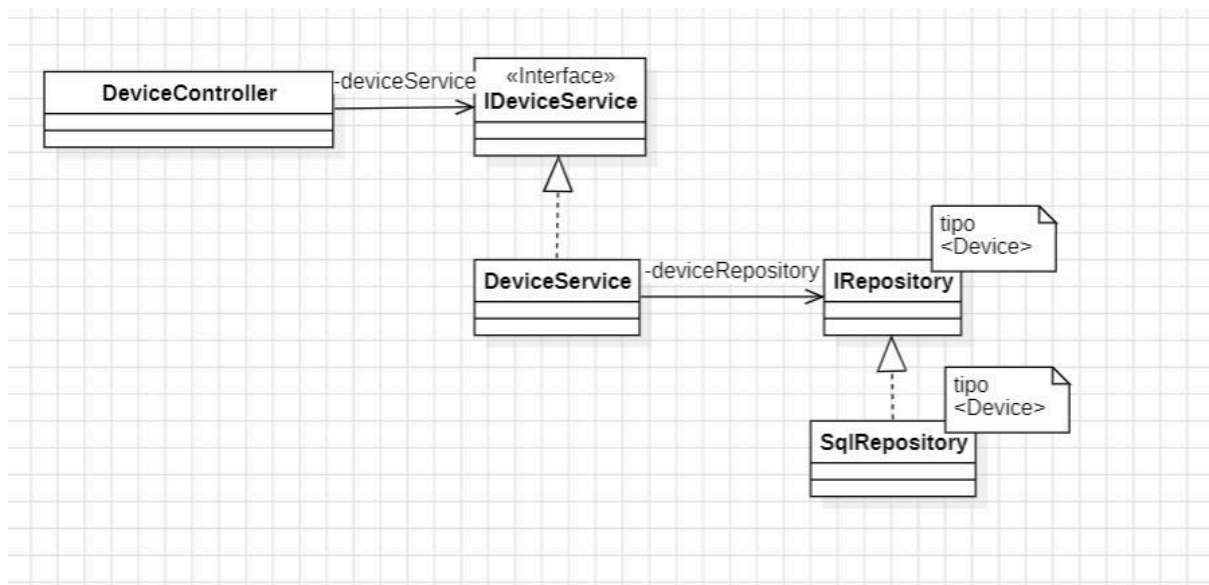 DeviceController
-deviceService
«Interface»
IDeviceService
DeviceService
-deviceRepository
tipo
<Device>
IRepository
tipo
<Device>
SqlRepository